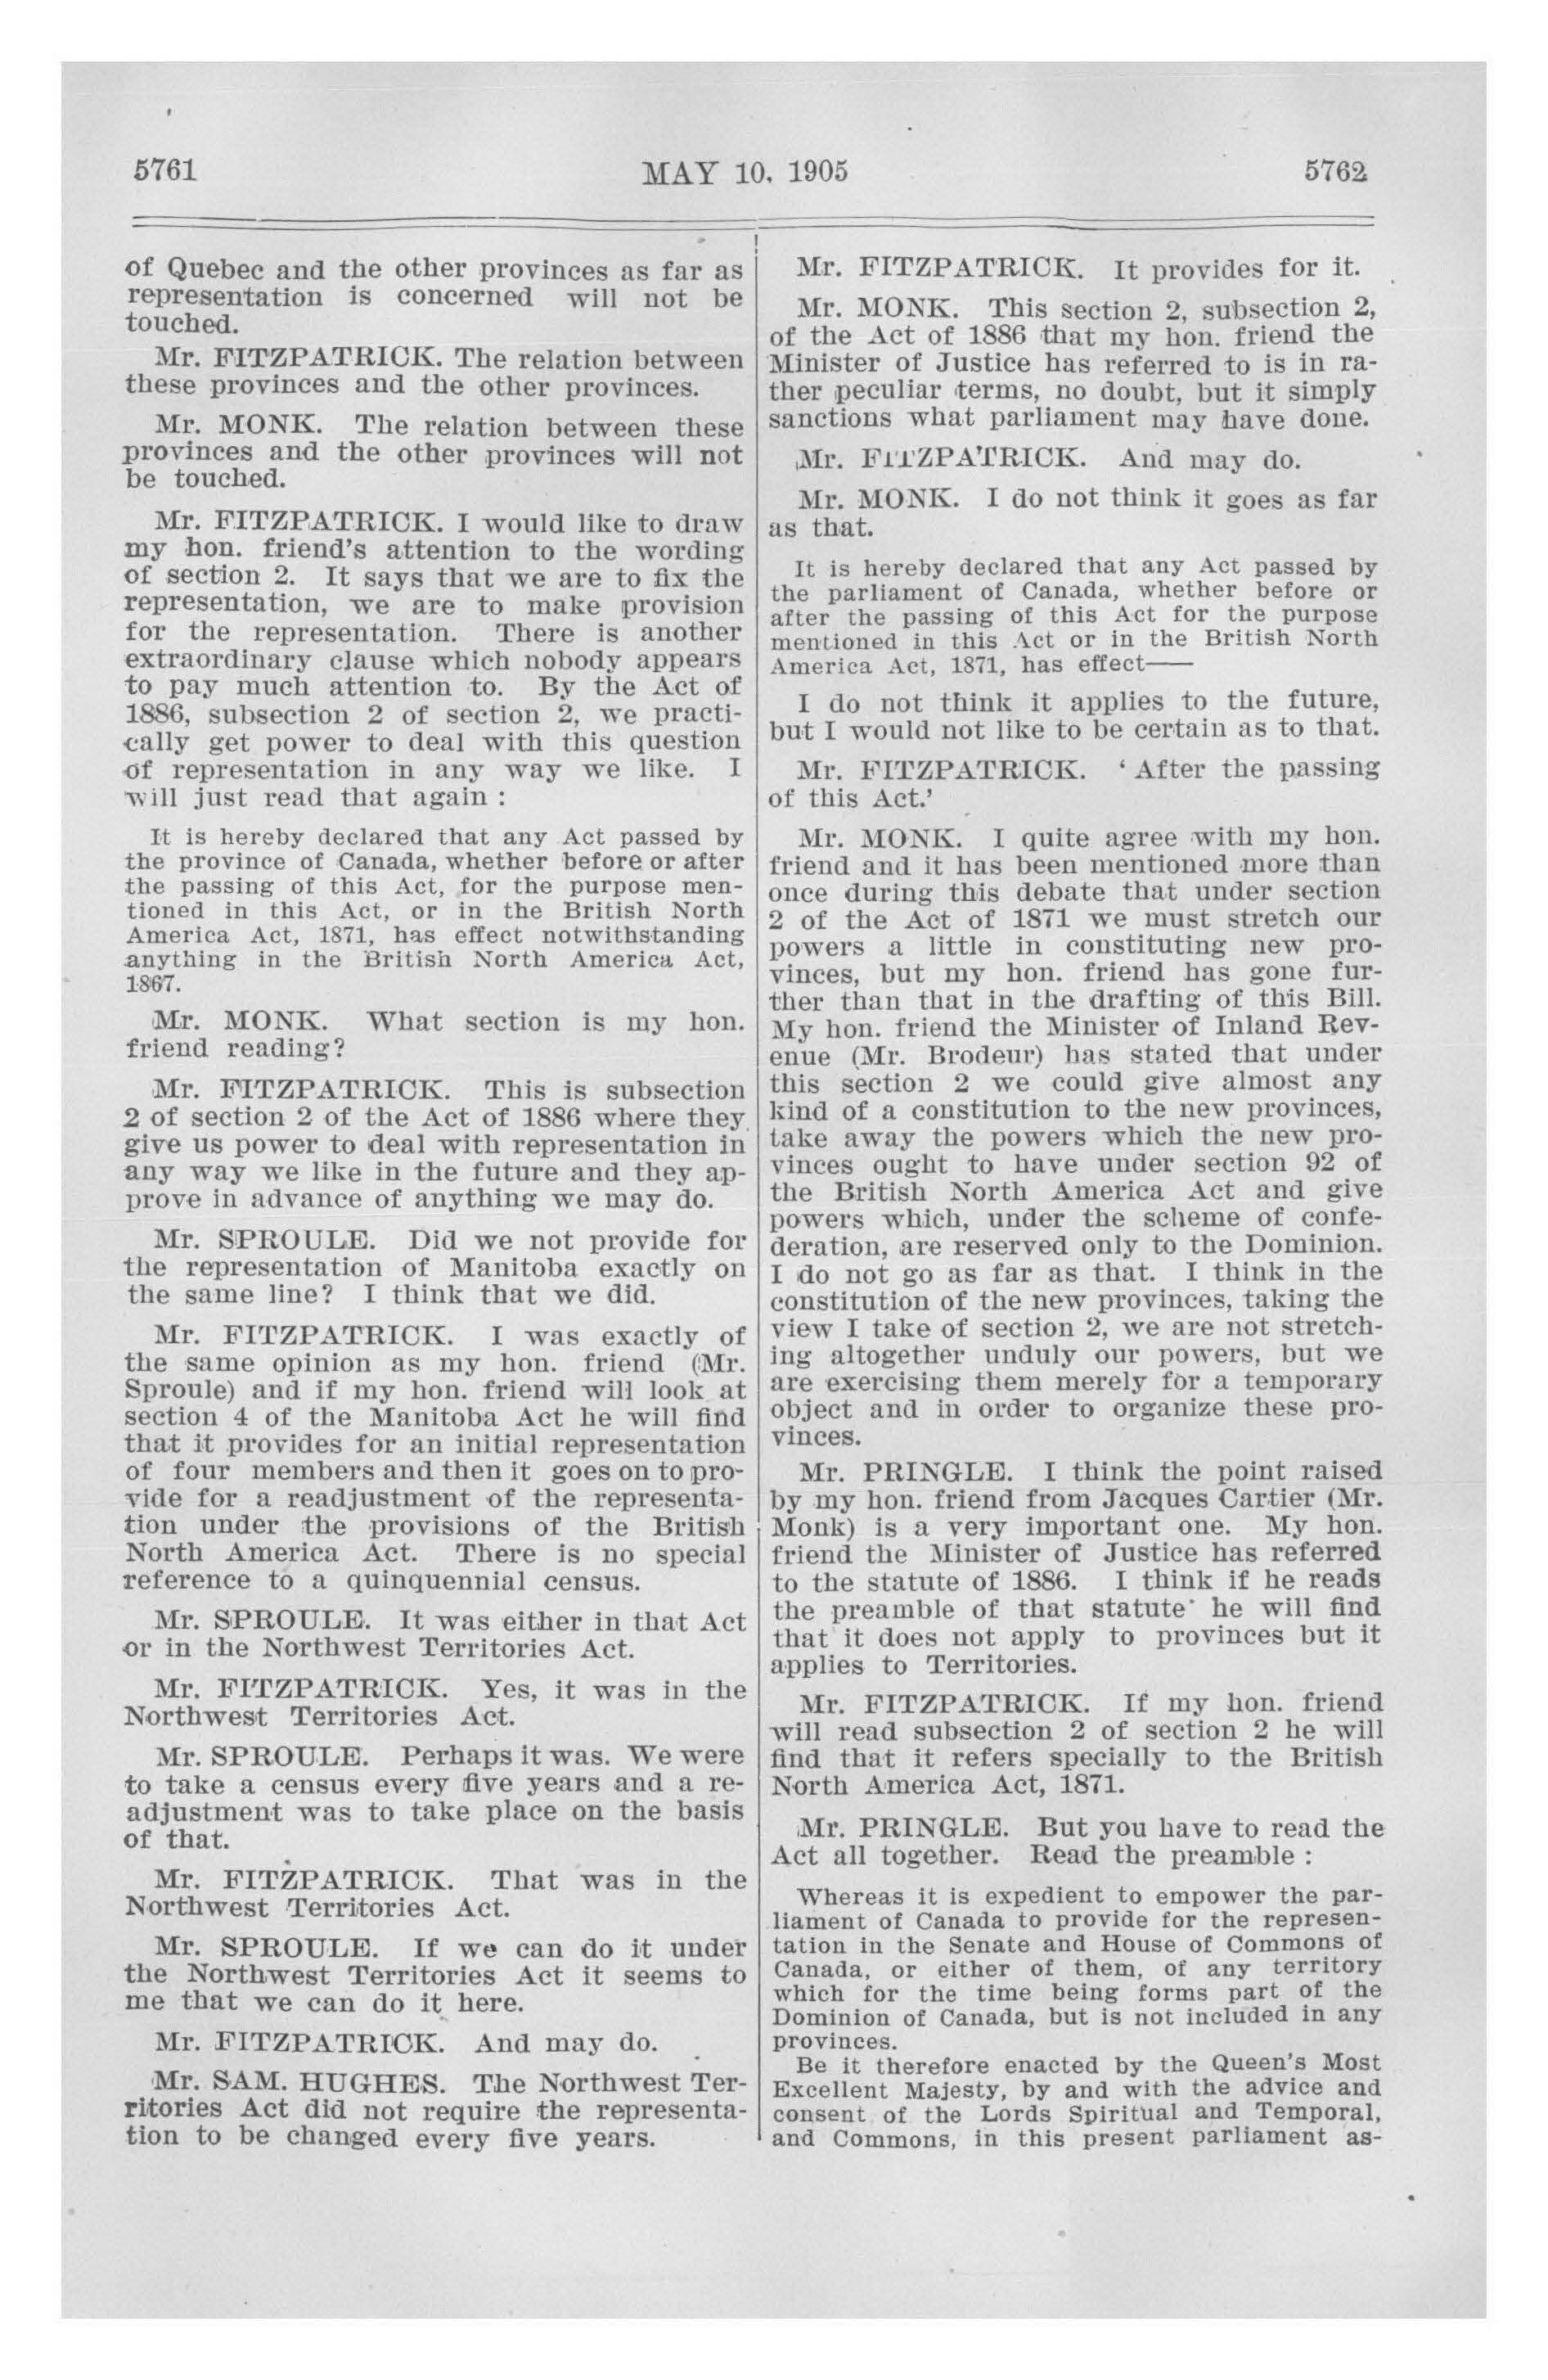 5761
MAY 10, 1905
5762
of Quebec and the other provinces as far as
representation is concerned will not be
touched.
Mr. FITZPATRICK. The relation between
these provinces and the other provinces.
Mr. MONK. The relation between these
provinces and the other provinces will not
be touched.
Mr. FITZPATRICK. I would like to draw
my hon. friend's attention to the wording
of section 2. It says that we are to fix the
representation, we are to make provision
for the representation. There is another
extraordinary clause which nobody appears
to pay much attention to. By the Act of
1886, subsection 2 of section 2, we practi-
cally get power to deal with this question
of representation in any way we like. I
will just read that again :
It is hereby declared that any Act passed by
the province of Canada, whether before or after
the passing of this Act, for the purpose men-
tioned in this Act, or in the British North
America Act, 1871, has effect notwithstanding
anything in the British North America Act,
1867.
Mr. MONK. What section is my hon.
friend reading?
Mr. FITZPATRICK. This is subsection
2 of section 2 of the Act of 1886 where they
give us power to deal with representation in
any way we like in the future and they ap-
prove in advance of anything we may do.
Mr. SPROULE. Did we not provide for
the representation of Manitoba exactly on
the same line? I think that we did.
Mr. FITZPATRICK. I was exactly of
the same opinion as my hon. friend (Mr.
Sproule) and if my hon. friend will look at
section 4 of the Manitoba Act he will find
that it provides for an initial representation
of four members and then it goes on to pro-
vide for a readjustment of the representa-
tion under the provisions of the British
North America Act. There is no special
reference to a quinquennial census.
Mr. SPROULE. It was either in that Act
or in the Northwest Territories Act.
Mr. FITZPATRICK. Yes, it was in the
Northwest Territories Act.
Mr. SPROULE. Perhaps it was. We were
to take a census every five years and a re-
adjustment was to take place on the basis
of that.
Mr. FITZPATRICK. That was in the
Northwest Territories Act.
Mr. SPROULE. If we can do it under
the Northwest Territories Act it seems to
me that we can do it here.
Mr. FITZPATRICK. And may do.
Mr. SAM. HUGHES. The Northwest Ter-
ritories Act did not require the representa-
tion to be changed every five years.
Mr. FITZPATRICK. It provides for it.
Mr. MONK. This section 2, subsection 2,
of the Act of 1886 that my hon. friend the
Minister of Justice has referred to is in ra-
ther peculiar terms, no doubt, but it simply
sanctions what parliament may have done.
Mr. FITZPATRICK. And may do.
Mr. MONK. I do not think it goes as far
as that.
It is hereby declared that any Act passed by
the parliament of Canada, whether before or
after the passing of this Act for the purpose
mentioned in this Act or in the British North
America Act, 1871, has effect——
I do not think it applies to the future,
but I would not like to be certain as to that.
Mr. FITZPATRICK. ‘ After the passing
of this Act.’
Mr. MONK. I quite agree with my hon.
friend and it has been mentioned more than
once during this debate that under section
2 of the Act of 1871 we must stretch our
powers a little in constituting new pro-
vinces, but my hon. friend has gone fur-
ther than that in the drafting of this Bill.
My hon. friend the Minister of Inland Rev-
enue (Mr. Brodeur) has stated that under
this section 2 we could give almost any
kind of a constitution to the new provinces,
take away the powers which the new pro-
vinces ought to have under section 92 of
the British North America Act and give
powers which, under the scheme of confe-
deration, are reserved only to the Dominion.
I do not go as far as that. I think in the
constitution of the new provinces, taking the
view I take of section 2, we are not stretch-
ing altogether unduly our powers, but we
are exercising them merely for a temporary
object and in order to organize these pro-
vinces.
Mr. PRINGLE. I think the point raised
by my hon. friend from Jacques Cartier (Mr.
Monk) is a very important one. My hon.
friend the Minister of Justice has referred
to the statute of 1886. I think if he reads
the preamble of that statute he will find
that it does not apply to provinces but it
applies to Territories.
Mr. FITZPATRICK. If my hon. friend
will read subsection 2 of section 2 he will
find that it refers specially to the British
North America Act, 1871.
Mr. PRINGLE. But you have to read the
Act all together. Read the preamble :
Whereas it is expedient to empower the par-
liament of Canada to provide for the represen-
tation in the Senate and House of Commons of
Canada, or either of them, of any territory
which for the time being forms part of the
Dominion of Canada, but is not included in any
provinces.
Be it therefore enacted by the Queen's Most
Excellent Majesty, by and with the advice and
consent of the Lords Spiritual and Temporal,
and Commons, in this present parliament as-